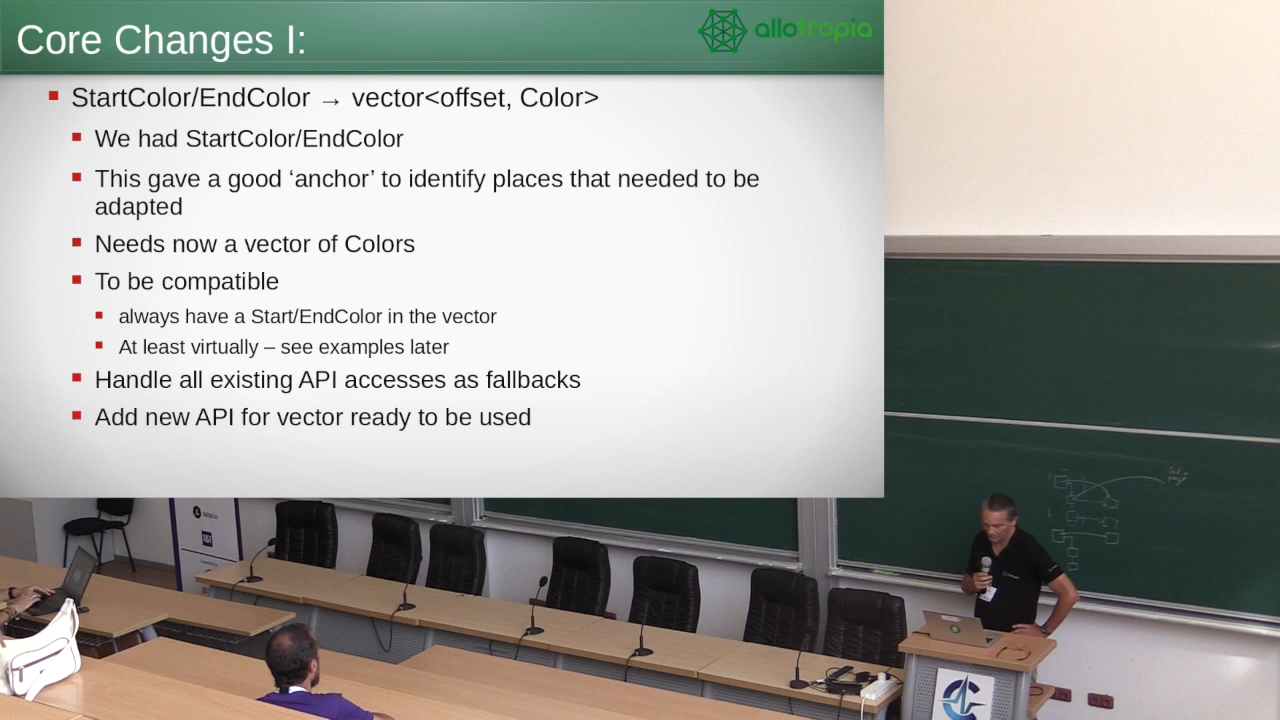 Core Changes I:
allotropia
StartColor/EndColor → vector<offset, Color>
We had StartColor/EndColor
This gave a good ‘anchor’ to identify places that needed to be
adapted
Needs now a vector of Colors
To be compatible
always have a Start/EndColor in the vector
At least virtually – see examples later
Handle all existing API accesses as fallbacks
Add new API for vector ready to be used